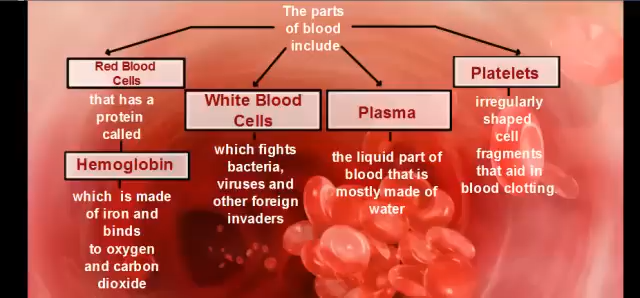 The parts
of blood
include
Red Blood
Cells
that has a
protein
called
Hemoglobin
which is made
of iron and
binds
to oxygen
and carbon
dioxide
White Blood
Cells
which fights
bacteria,
viruses and
other foreign
invaders
Plasma
the liquid part of
blood that is
mostly made of
water
Platelets
irregularly
shaped
cell
fragments
that aid in
blood clotting.